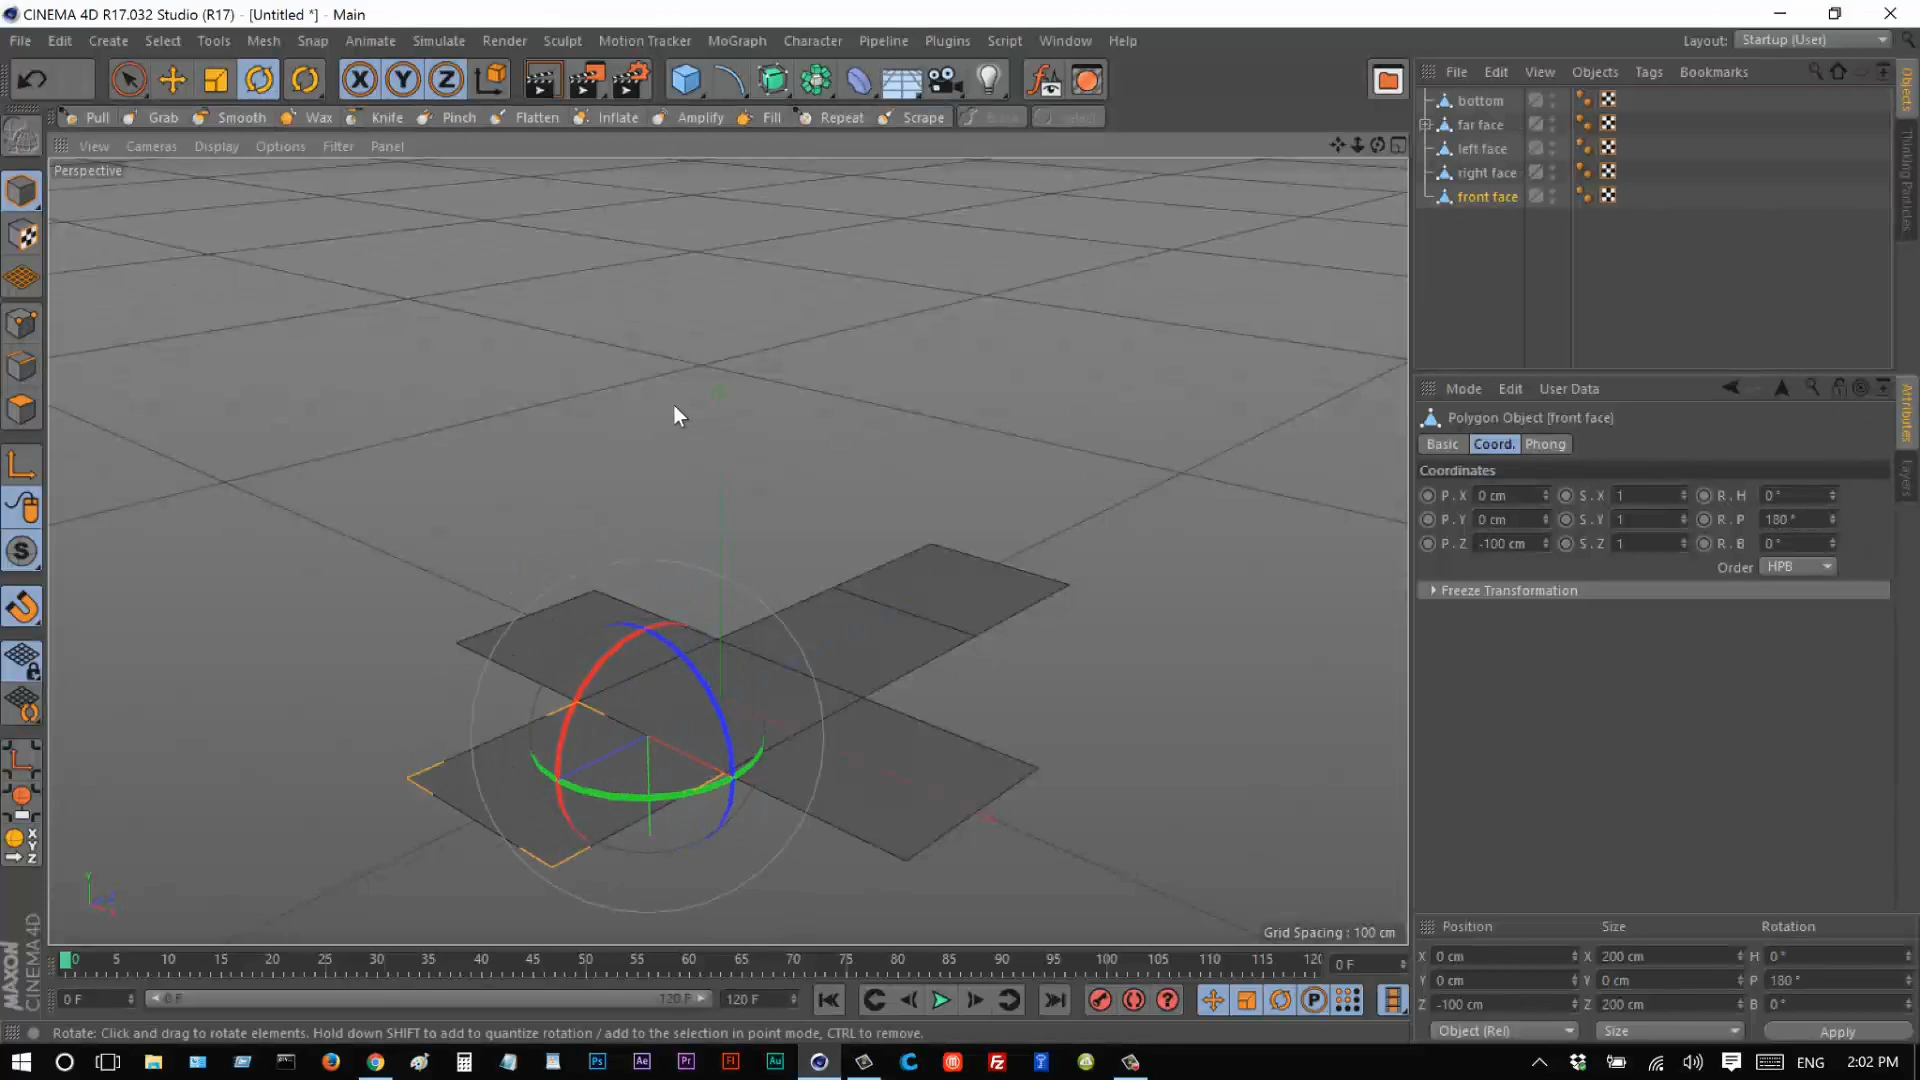 CINEMA 4D R17.032 Studio (R17) - [Untitled *] - Main
File Edit Create Select Tools Mesh Snap Animate Simulate Render Sculpt Motion Tracker MoGraph Character Pipeline Plugins Script Window Help
Layout: Startup (User)
X Y Z
File Edit View Objects Tags Bookmarks
Pull Grab Smooth Wax Knife Pinch Flatten Inflate Amplify Fill Repeat Scrape
View Cameras Display Options Filter Panel
Perspective
bottom
far face
left face
right face
front face
Objects
Thinking Particles
Mode Edit User Data
Polygon Object [front face]
Basic Coord. Phong
Coordinates
P . X 0 cm S . X 1 R . H 0 °
P . Y 0 cm S . Y 1 R . P 180 °
P . Z -100 cm S . Z 1 R . B 0 °
Order HPB
Freeze Transformation
Attributes
Layers
Grid Spacing : 100 cm
0 5 10 15 20 25 30 35 40 45 50 55 60 65 70 75 80 85 90 95 100 105 110 115 120
0 F
0 F 0 F 120 F 120 F
Position Size Rotation
X 0 cm X 200 cm H 0 °
Y 0 cm Y 0 cm P 180 °
Z -100 cm Z 200 cm B 0 °
Object (Rel) Size Apply
MAXON
CINEMA4D
Rotate: Click and drag to rotate elements. Hold down SHIFT to add to quantize rotation / add to the selection in point mode, CTRL to remove.
ENG 2:02 PM